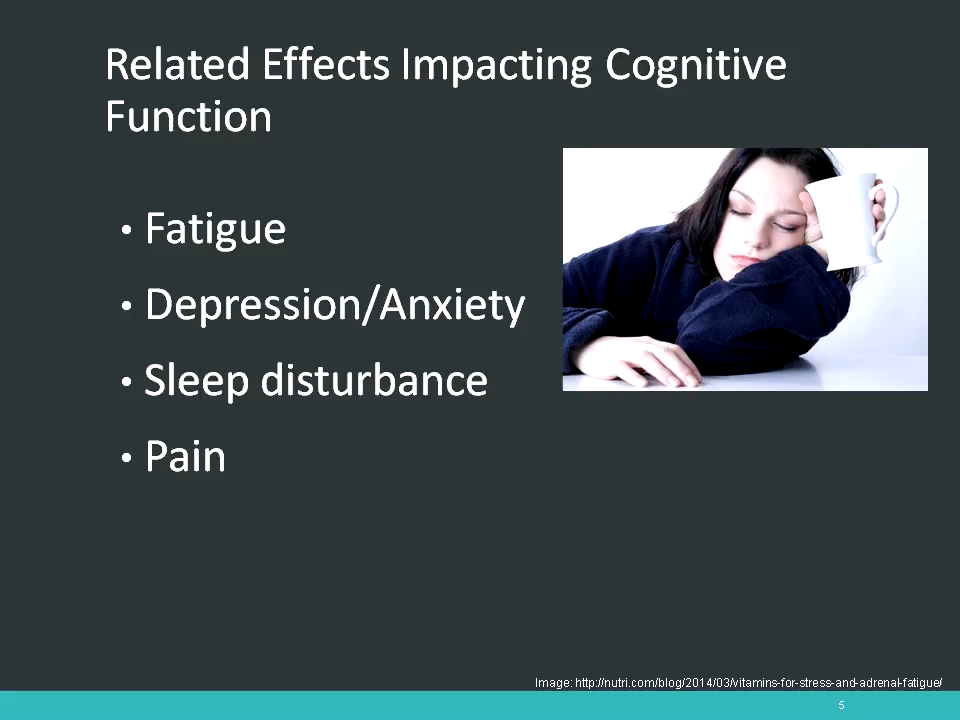 Related Effects Impacting Cognitive
Function
• Fatigue
• Depression/Anxiety
• Sleep disturbance
• Pain
Image: http://nutri.com/blog/2014/03/vitamins-for-stress-and-adrenal-fatigue/
5